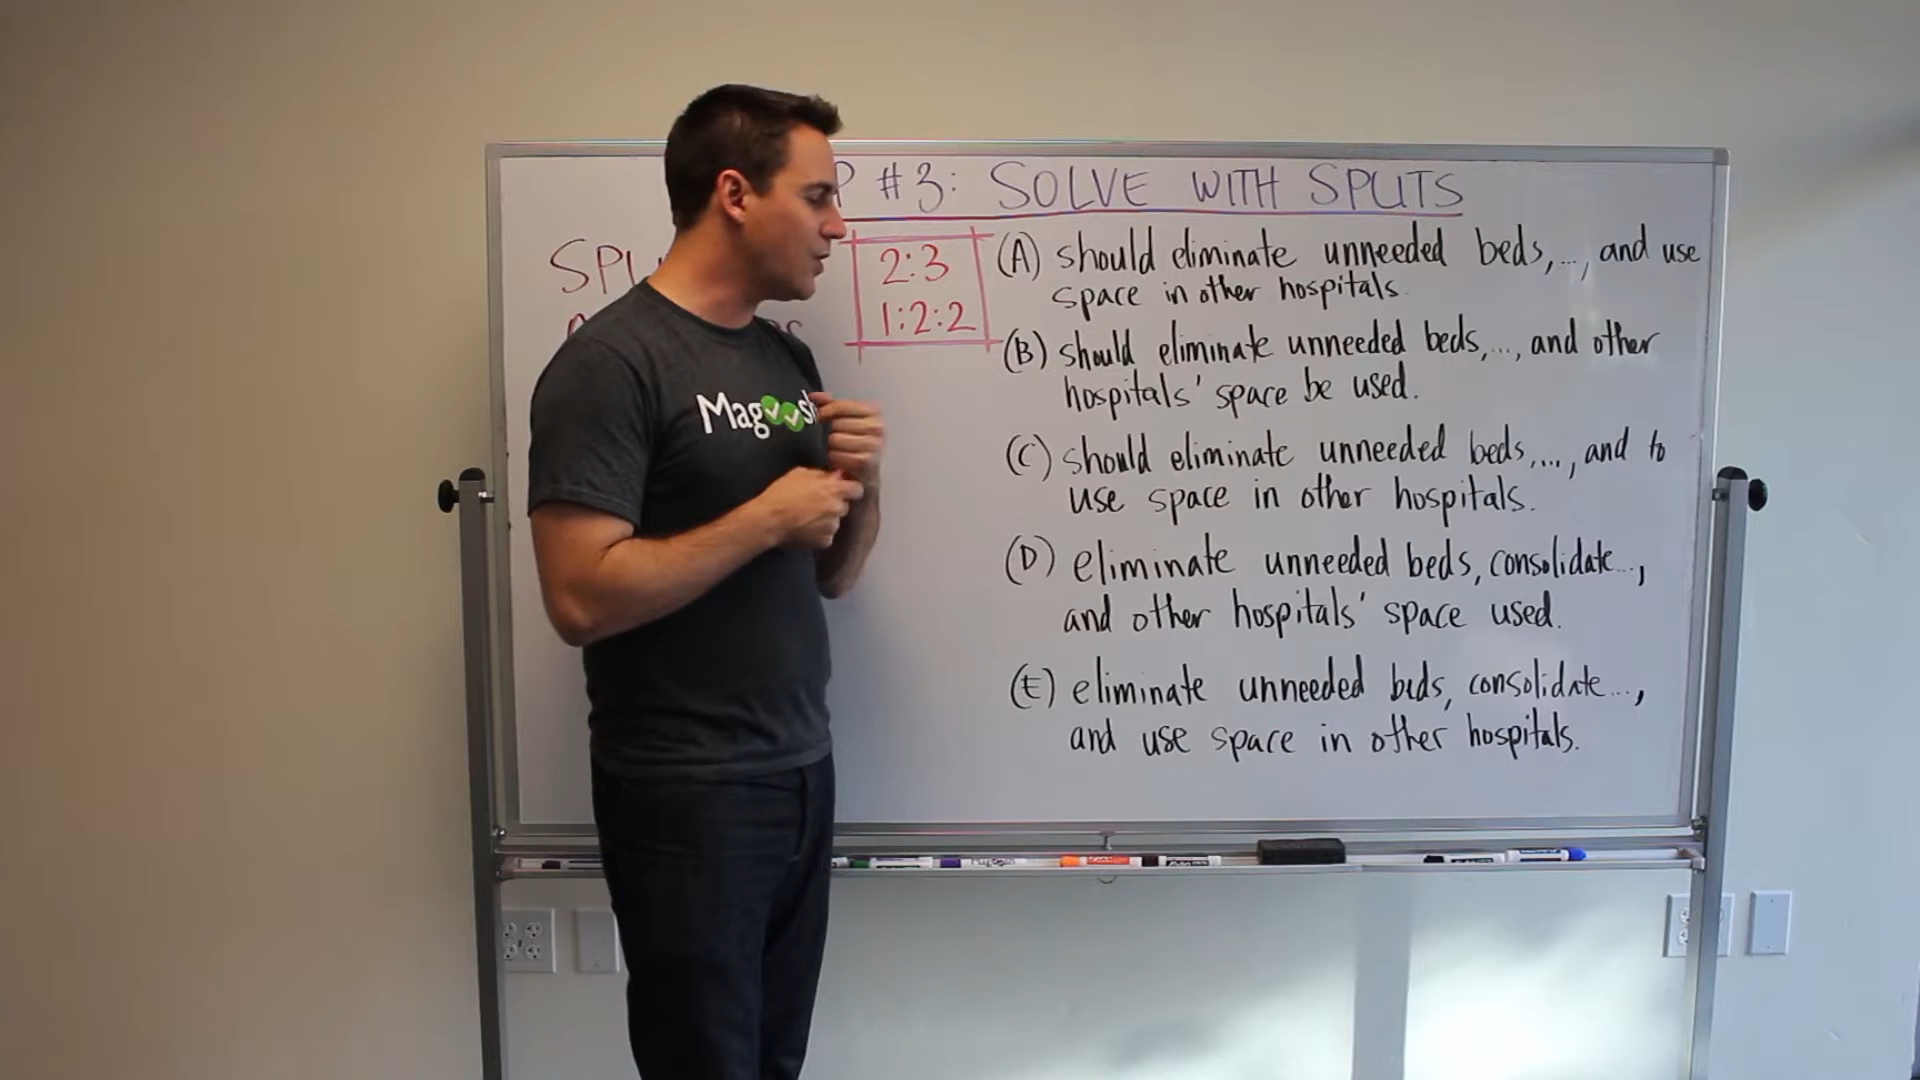 P #3: SOLVE WITH SPLITS
2:3
1:2:2
(A) should eliminate unneeded beds,..., and use
space in other hospitals.
(B) should eliminate unneeded beds,..., and other
hospitals' space be used.
(C) should eliminate unneeded beds,..., and to
use space in other hospitals.
(D) eliminate unneeded beds, consolidate...,
and other hospitals' space used.
(E) eliminate unneeded beds, consolidate...,
and use space in other hospitals.
Magoosh